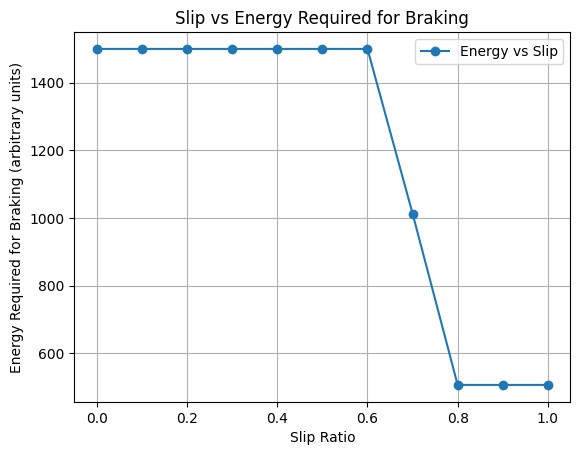 Slip vs Energy Required for Braking
Energy vs Slip
Energy Required for Braking (arbitrary units)
1400
1200
1000
800
600
0.0 0.2 0.4 0.6 0.8 1.0
Slip Ratio